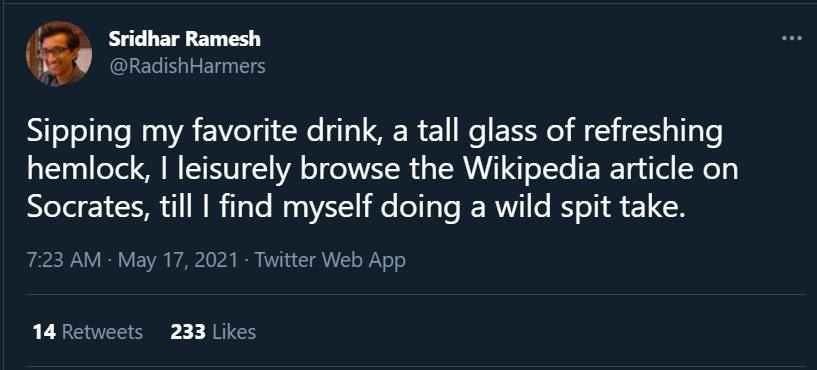 Sridhar Ramesh
@RadishHarmers
Sipping my favorite drink, a tall glass of refreshing
hemlock, I leisurely browse the Wikipedia article on
Socrates, till I find myself doing a wild spit take.
7:23 AM · May 17, 2021 · Twitter Web App
14 Retweets 233 Likes